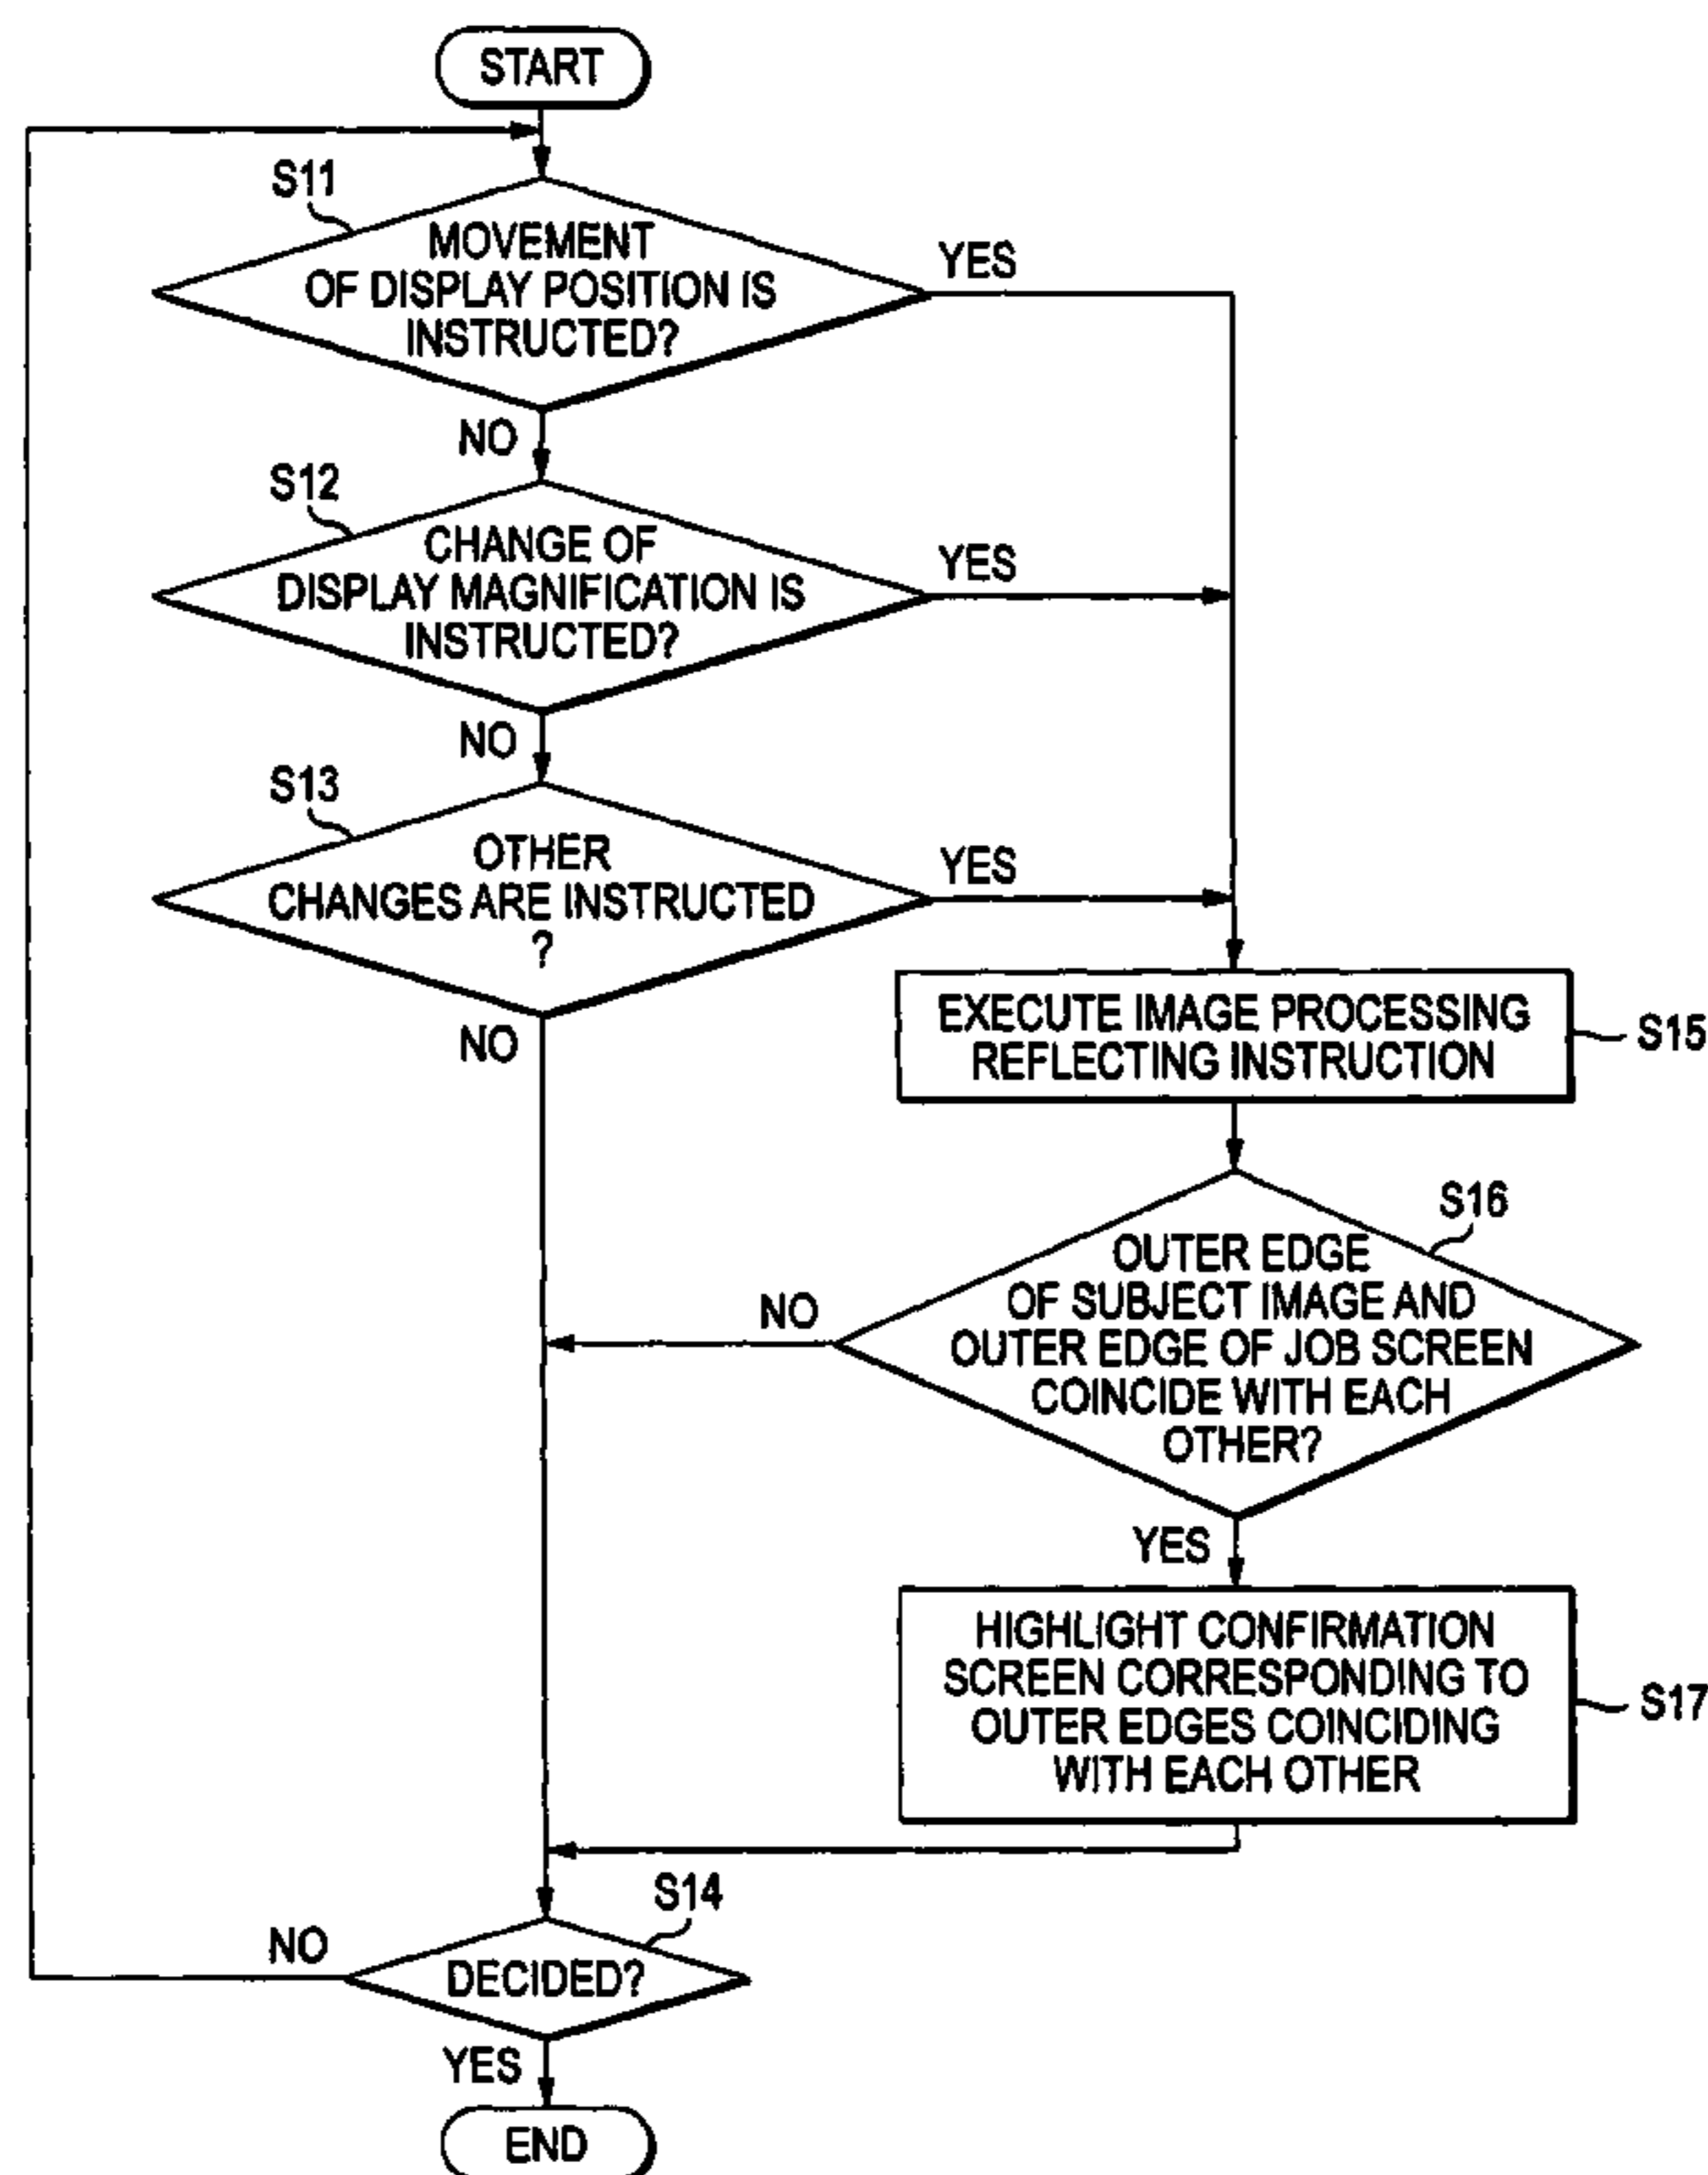 START
S11
MOVEMENT
OF DISPLAY POSITION IS
INSTRUCTED?
YES
NO
S12
CHANGE OF
DISPLAY MAGNIFICATION IS
INSTRUCTED?
YES
NO
S13
OTHER
CHANGES ARE INSTRUCTED
?
YES
NO
EXECUTE IMAGE PROCESSING
REFLECTING INSTRUCTION
S15
S16
OUTER EDGE
OF SUBJECT IMAGE AND
OUTER EDGE OF JOB SCREEN
COINCIDE WITH EACH
OTHER?
NO
YES
HIGHLIGHT CONFIRMATION
SCREEN CORRESPONDING TO
OUTER EDGES COINCIDING
WITH EACH OTHER
S17
S14
DECIDED?
NO
YES
END